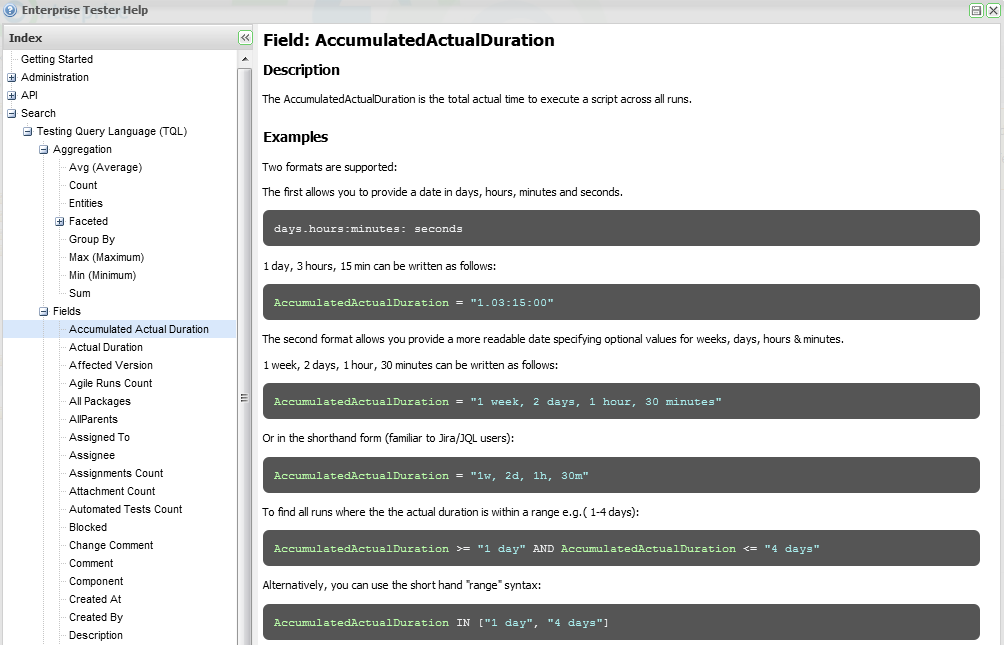 Enterprise Tester Help
Index
Getting Started
Administration
API
Search
Testing Query Language (TQL)
Aggregation
Avg (Average)
Count
Entities
Faceted
Group By
Max (Maximum)
Min (Minimum)
Sum
Fields
Accumulated Actual Duration
Actual Duration
Affected Version
Agile Runs Count
All Packages
AllParents
Assigned To
Assignee
Assignments Count
Attachment Count
Automated Tests Count
Blocked
Change Comment
Comment
Component
Created At
Created By
Description
Field: AccumulatedActualDuration
Description
The AccumulatedActualDuration is the total actual time to execute a script across all runs.
Examples
Two formats are supported:
The first allows you to provide a date in days, hours, minutes and seconds.
days.hours:minutes: seconds
1 day, 3 hours, 15 min can be written as follows:
AccumulatedActualDuration = "1.03:15:00"
The second format allows you provide a more readable date specifying optional values for weeks, days, hours & minutes.
1 week, 2 days, 1 hour, 30 minutes can be written as follows:
AccumulatedActualDuration = "1 week, 2 days, 1 hour, 30 minutes"
Or in the shorthand form (familiar to Jira/JQL users):
AccumulatedActualDuration = "1w, 2d, 1h, 30m"
To find all runs where the the actual duration is within a range e.g.( 1-4 days):
AccumulatedActualDuration >= "1 day" AND AccumulatedActualDuration <= "4 days"
Alternatively, you can use the short hand "range" syntax:
AccumulatedActualDuration IN ["1 day", "4 days"]